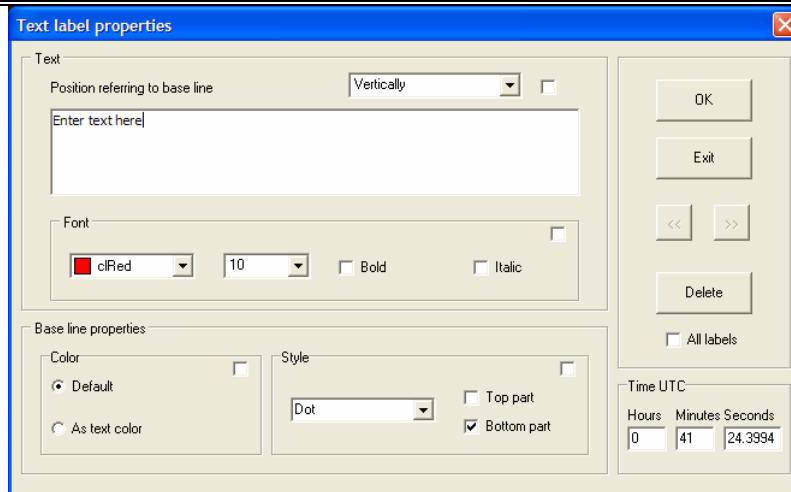 Text label properties
Text
Position referring to base line
Vertically
Enter text here
Font
clRed
10
Bold
Italic
Base line properties
Color
Default
As text color
Style
Dot
Top part
Bottom part
OK
Exit
<< >>
Delete
All labels
Time UTC
Hours Minutes Seconds
0 41 24.3994